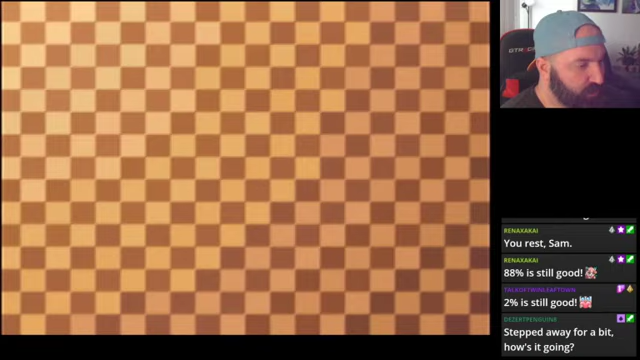 RENAXAKAI
You rest, Sam.
RENAXAKAI
88% is still good!
TALEOFTWINLEAFTOWN
2% is still good!
DEZERTPENGUINR
Stepped away for a bit,
how's it going?